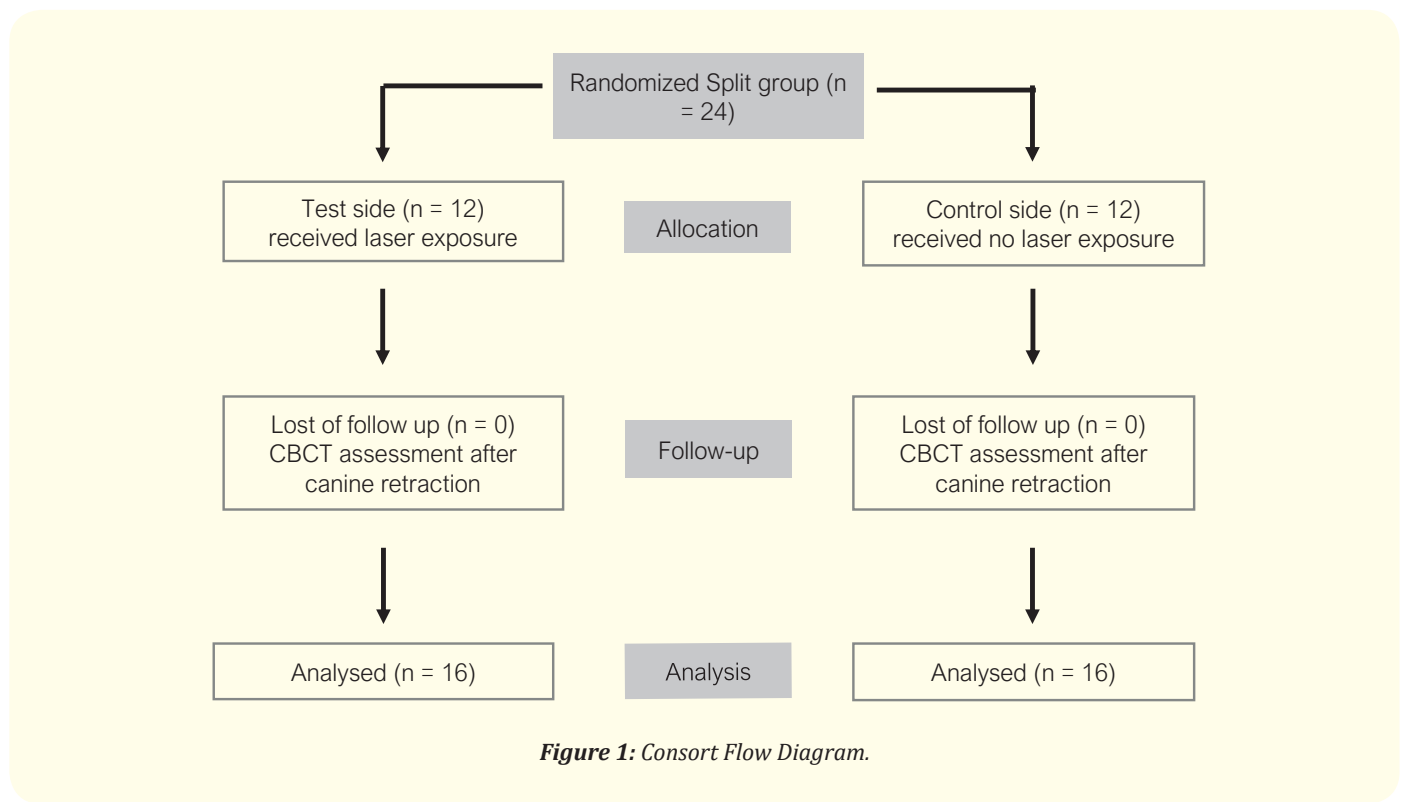 Randomized Split group (n
= 24)
Test side (n = 12)
received laser exposure
Allocation
Control side (n = 12)
received no laser exposure
Lost of follow up (n = 0)
CBCT assessment after
canine retraction
Follow-up
Lost of follow up (n = 0)
CBCT assessment after
canine retraction
Analysed (n = 16)
Analysis
Analysed (n = 16)
Figure 1: Consort Flow Diagram.